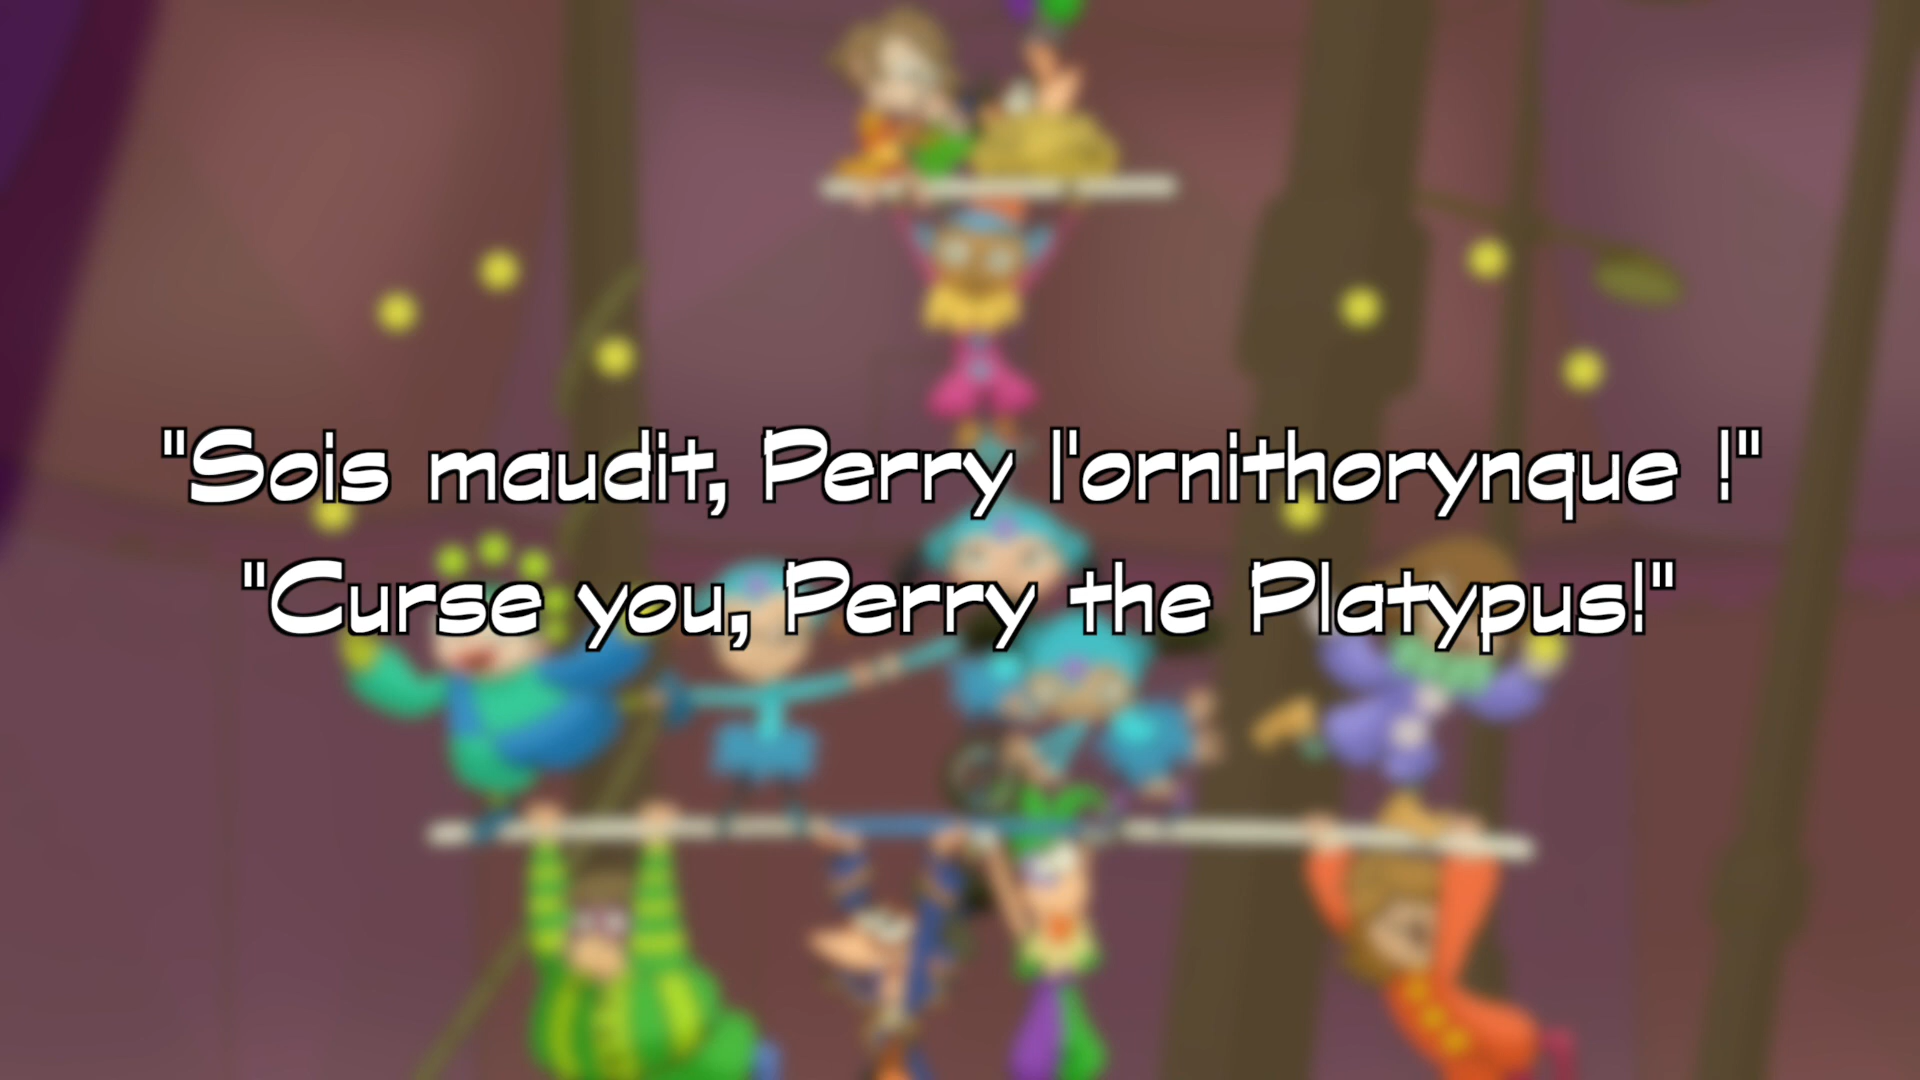 "Sois maudit, Perry l'ornithorynque !"
"Curse you, Perry the Platypus!"